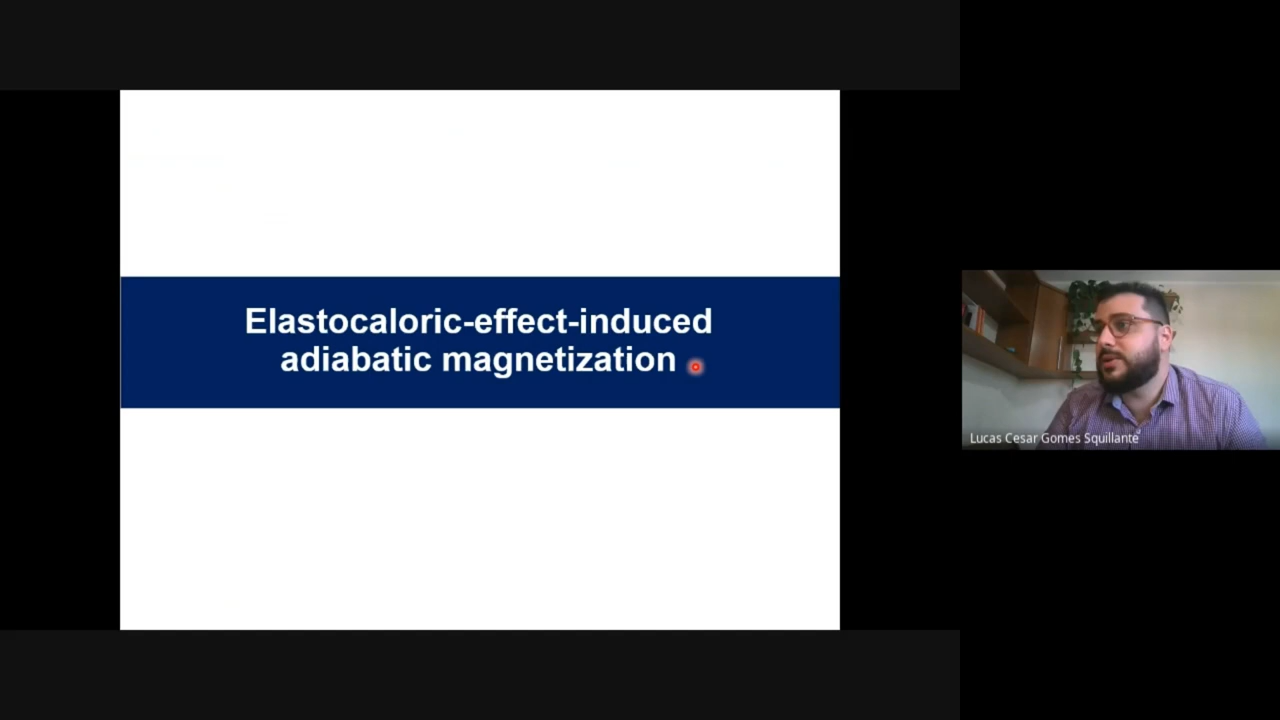 Elastocaloric-effect-induced
adiabatic magnetization
Lucas Cesar Gomes Squillante